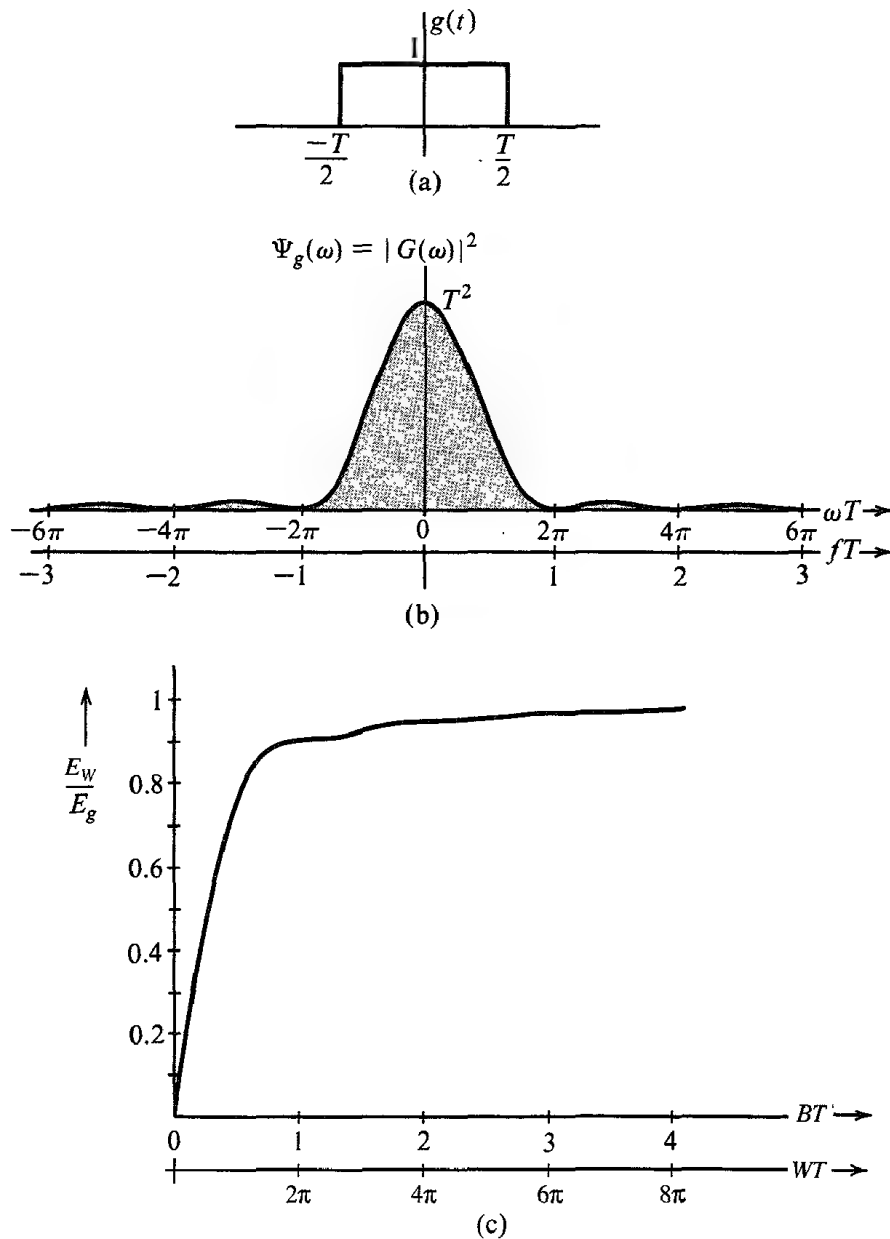 g(t)
1
-T/2 T/2
(a)
Ψ_g(ω) = |G(ω)|²
T²
-6π -4π -2π 0 2π 4π 6π ωT→
-3 -2 -1 1 2 3 fT→
(b)
1
E_W/E_g
0.8
0.6
0.4
0.2
0 1 2 3 4 BT→
2π 4π 6π 8π WT→
(c)